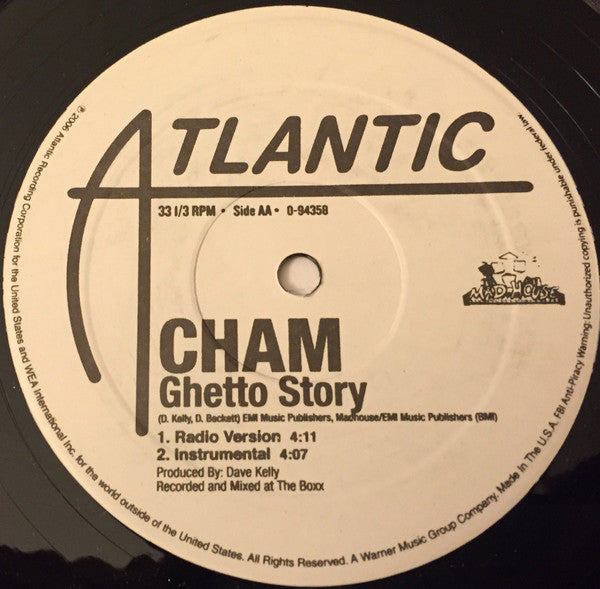 ATLANTIC
33 1/3 RPM • Side AA • 0-94358
MAD HOUSE
CHAM
Ghetto Story
(D. Kelly, D. Beckett) EMI Music Publishers, Madhouse/EMI Music Publishers (BMI)
1. Radio Version 4:11
2. Instrumental 4:07
Produced By: Dave Kelly
Recorded and Mixed at The Boxx
℗ 2006 Atlantic Recording Corporation for the United States and WEA International Inc. for the world outside of the United States. All Rights Reserved. A Warner Music Group Company. Made In The U.S.A. FBI Anti-Piracy Warning: Unauthorized copying is punishable under federal law